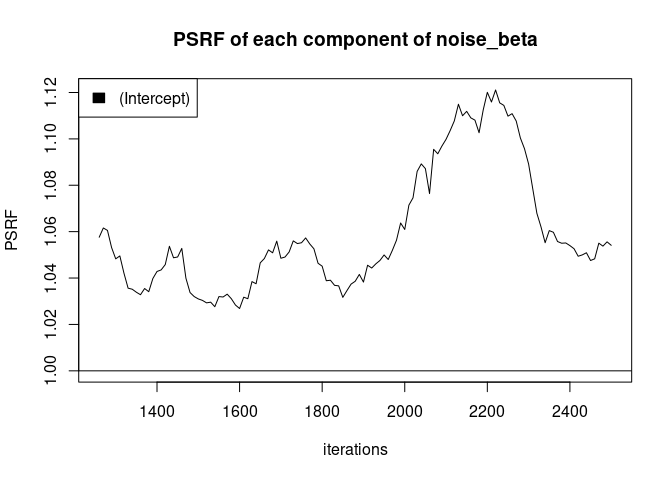 PSRF of each component of noise_beta
(Intercept)
PSRF
1.12
1.10
1.08
1.06
1.04
1.02
1.00
1400 1600 1800 2000 2200 2400
iterations